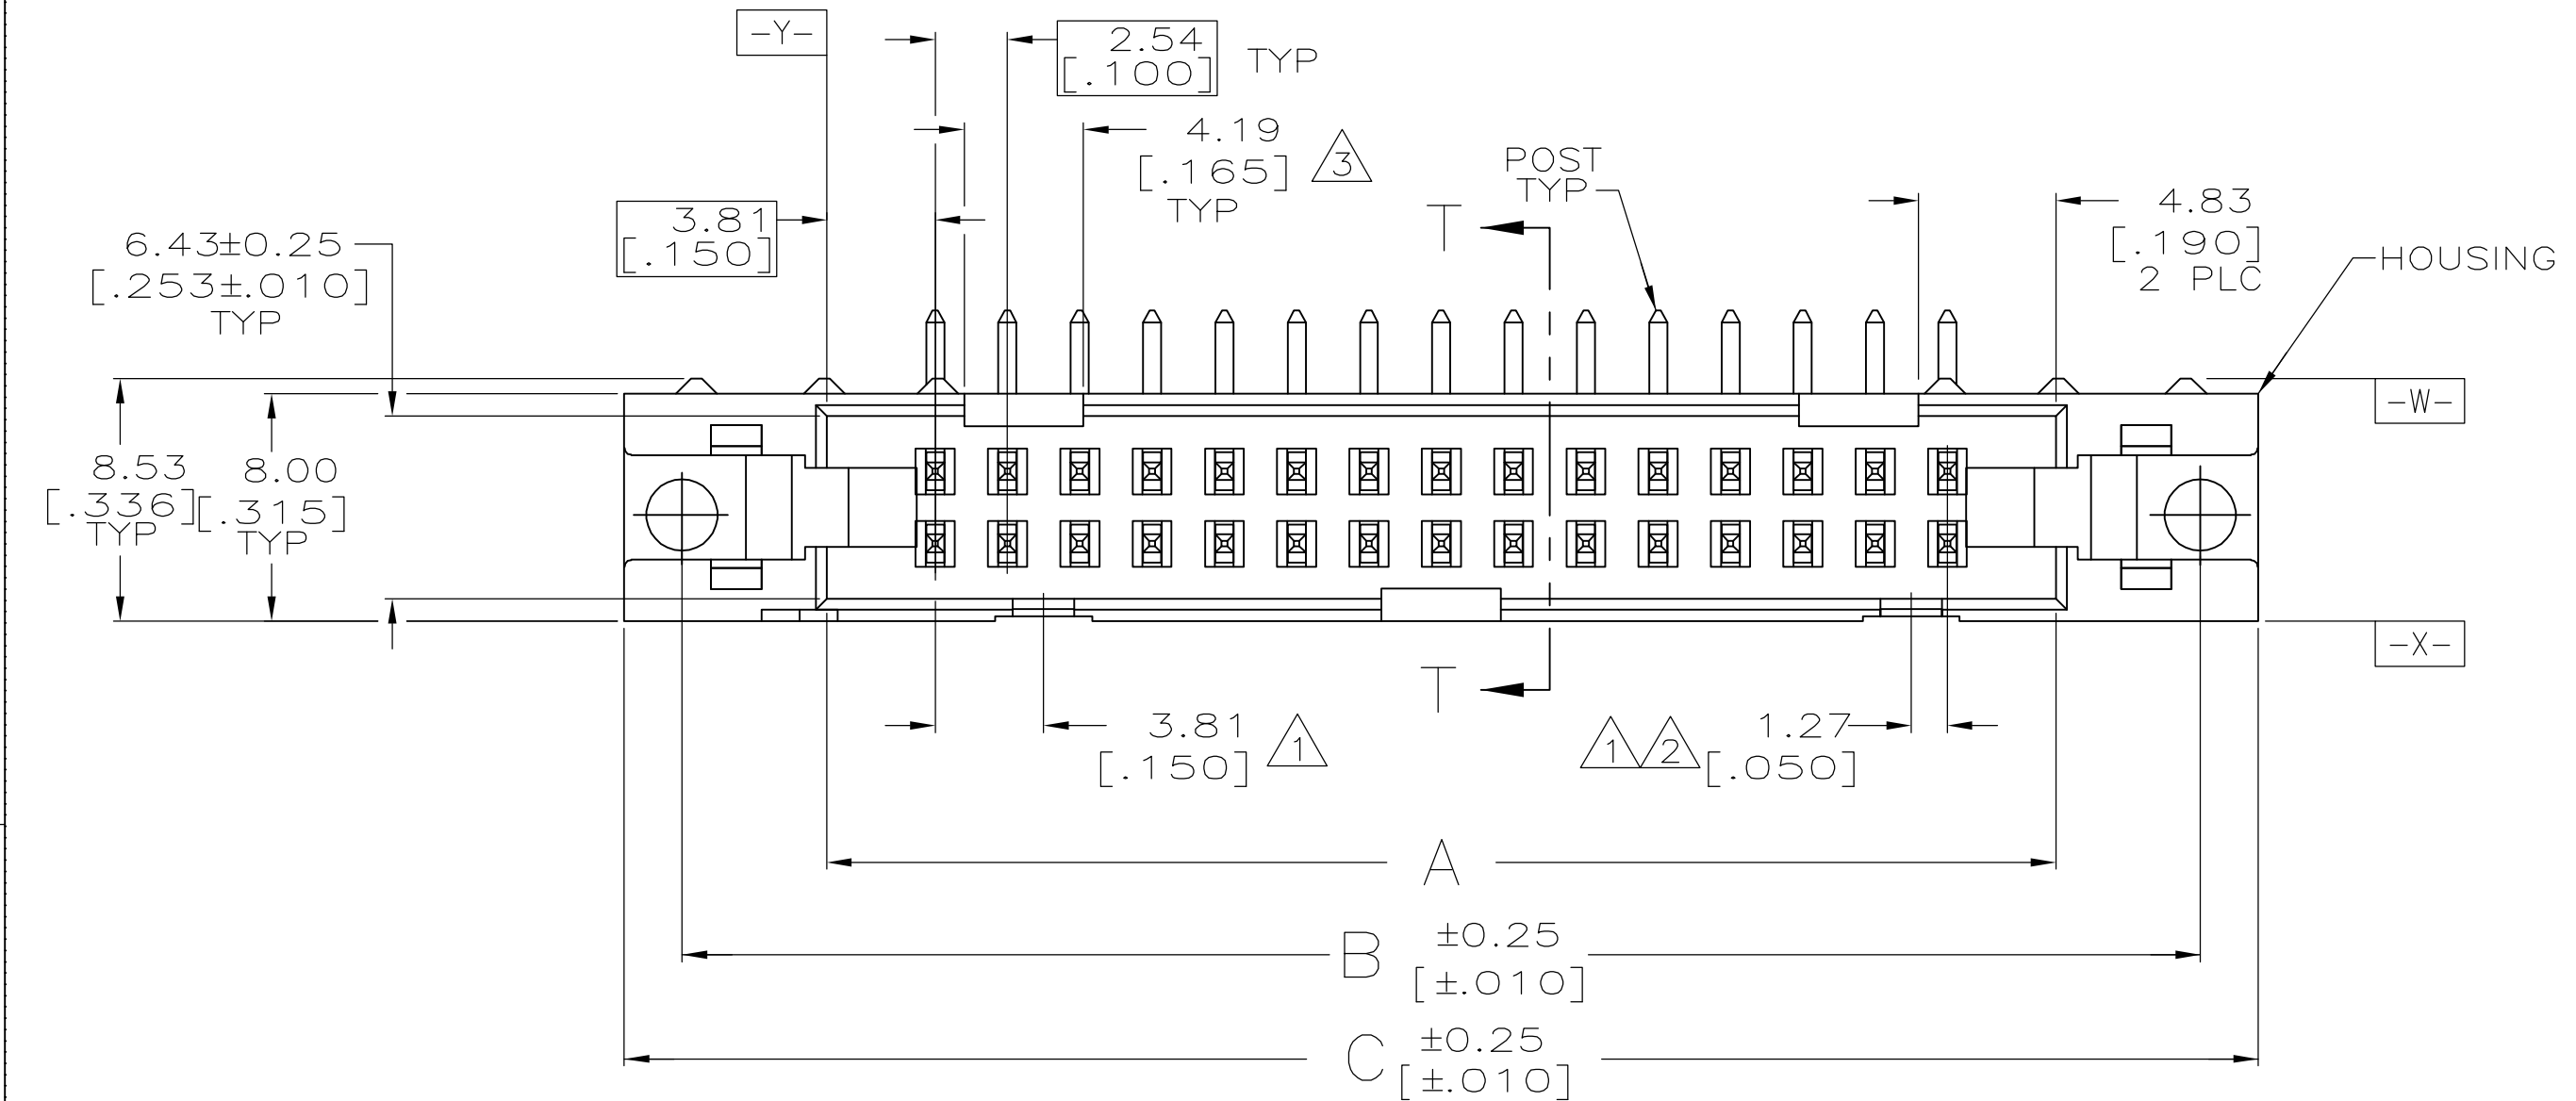 -Y-
2.54
[.100]
TYP
4.19
[.165]
TYP
3
POST
TYP
T
4.83
[.190]
2 PLC
HOUSING
3.81
[.150]
6.43±0.25
[.253±.010]
TYP
-W-
8.53
[.336]
TYP
8.00
[.315]
TYP
-X-
T
3.81
[.150]
1
1
2
1.27
[.050]
A
B
±0.25
[±.010]
C
±0.25
[±.010]